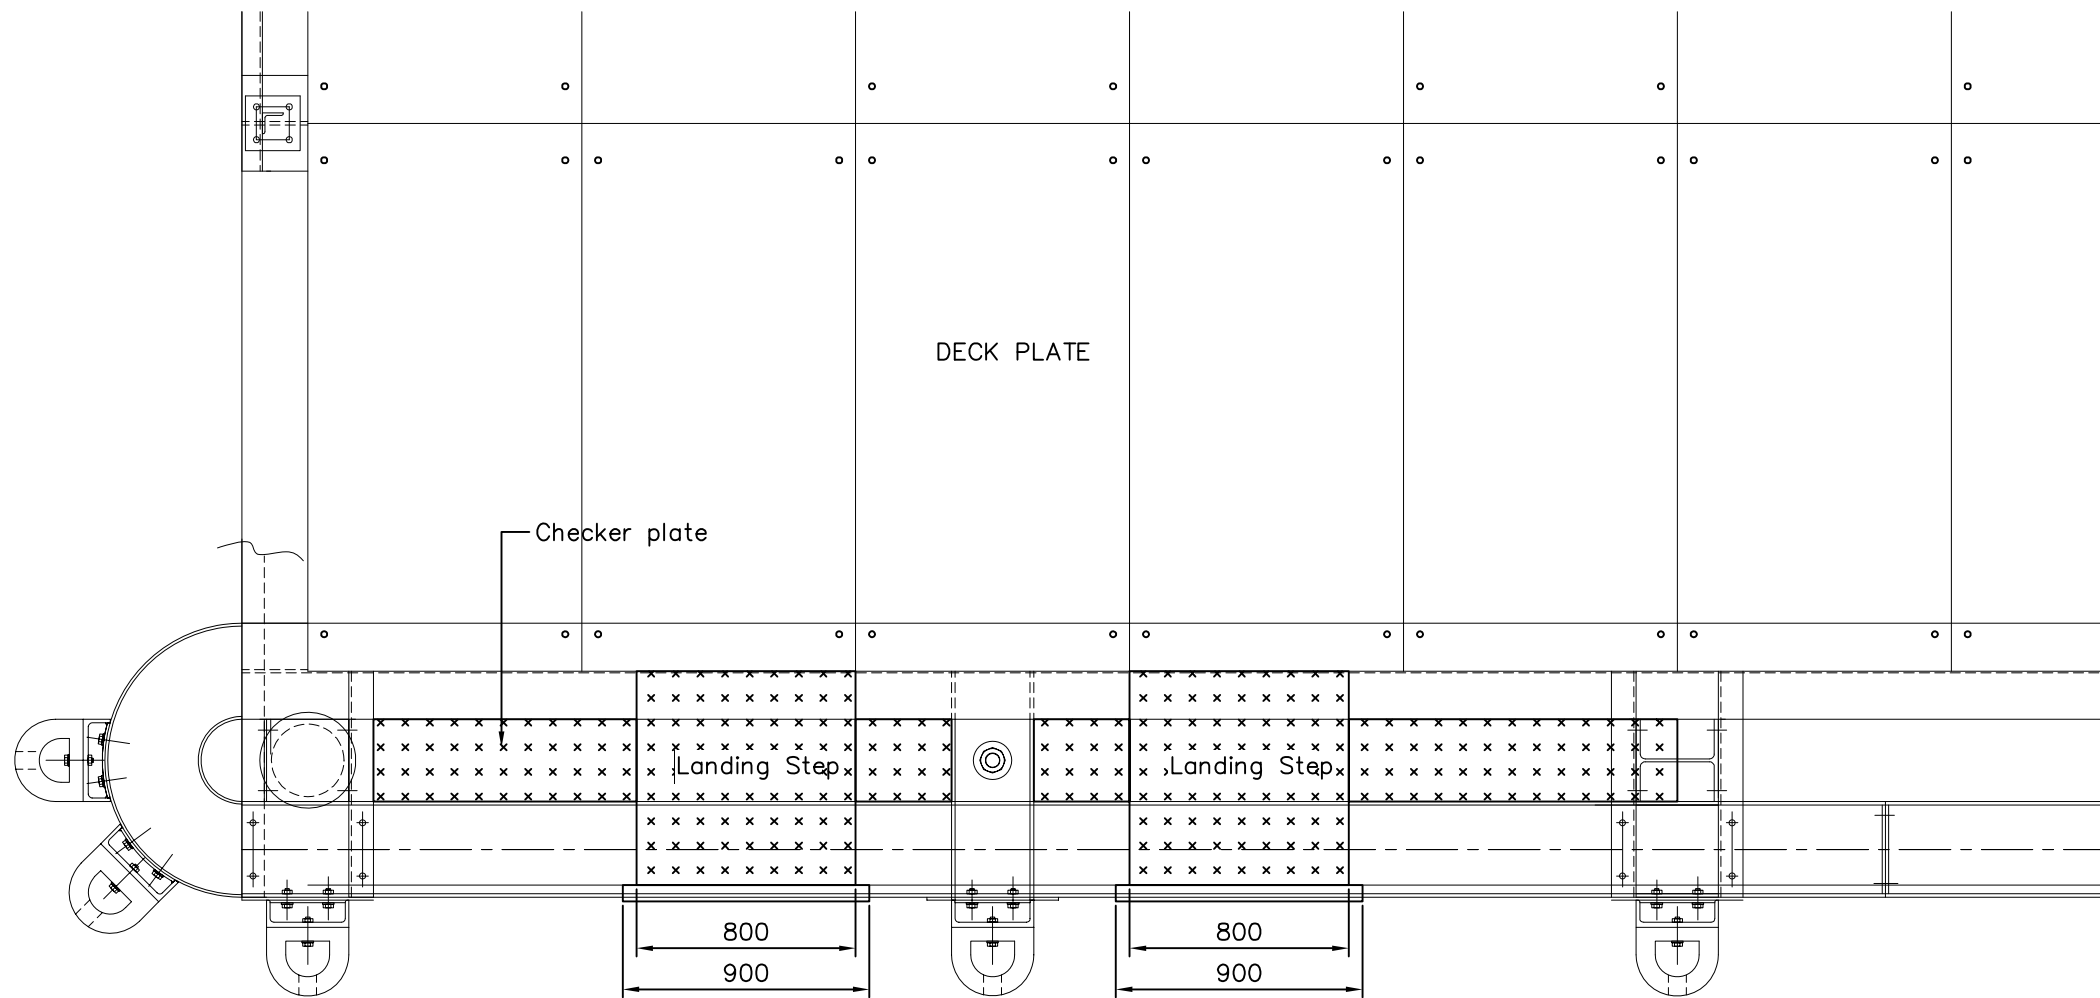 DECK PLATE
Checker plate
Landing Step
Landing Step
800
800
900
900